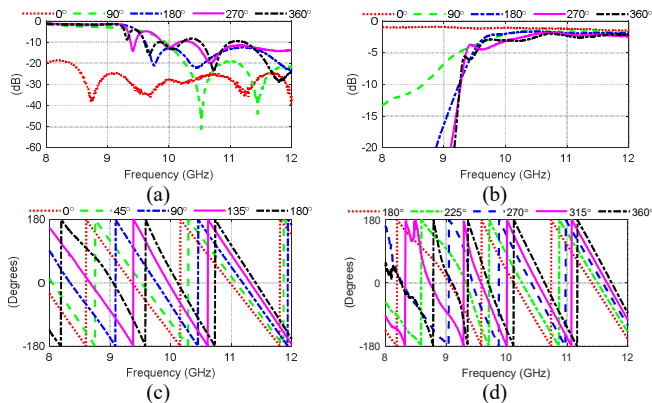 0° 90° 180° 270° 360°
0
-10
-20
-30
-40
-50
-60
(dB)
8 9 10 11 12
Frequency (GHz)
(a)
0° 90° 180° 270° 360°
0
-5
-10
-15
-20
(dB)
8 9 10 11 12
Frequency (GHz)
(b)
0° 45° 90° 135° 180°
180
0
-180
(Degrees)
8 9 10 11 12
Frequency (GHz)
(c)
180° 225° 270° 315° 360°
180
0
-180
(Degrees)
8 9 10 11 12
Frequency (GHz)
(d)